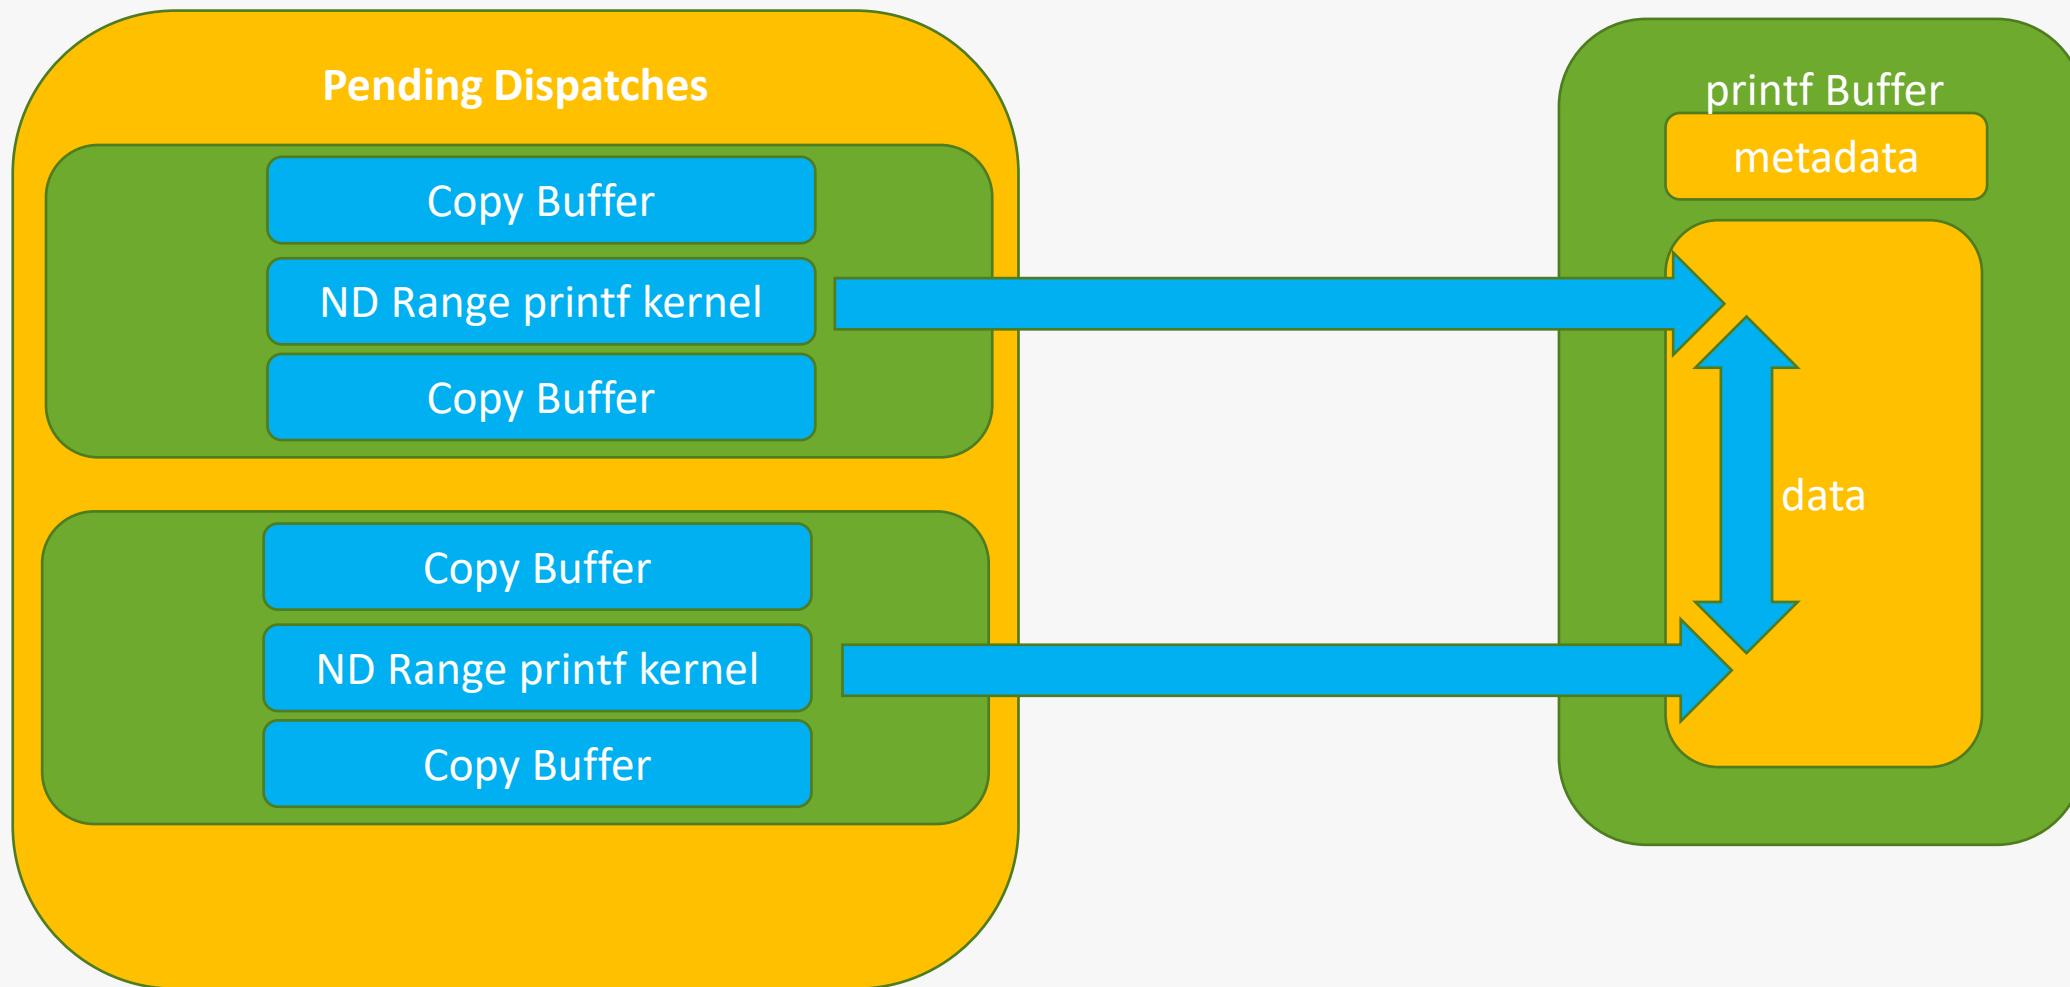 Pending Dispatches
Copy Buffer
ND Range printf kernel
Copy Buffer
Copy Buffer
ND Range printf kernel
Copy Buffer
printf Buffer
metadata
data